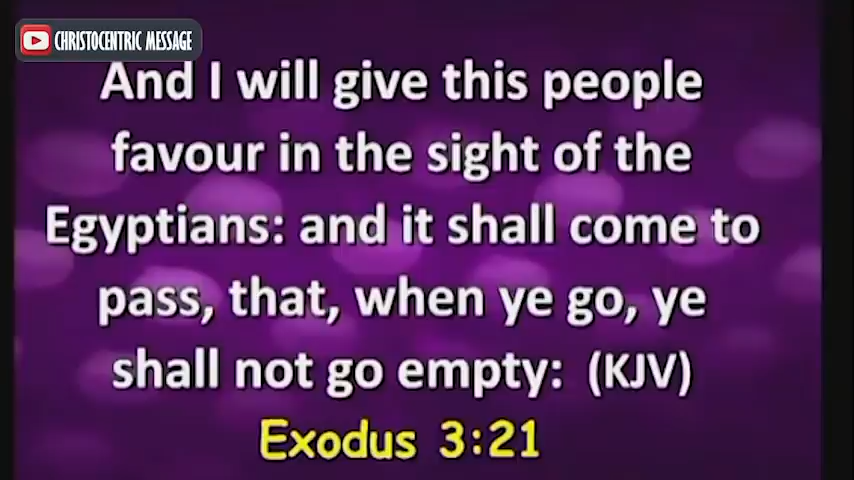 CHRISTOCENTRIC MESSAGE
And I will give this people
favour in the sight of the
Egyptians: and it shall come to
pass, that, when ye go, ye
shall not go empty: (KJV)
Exodus 3:21